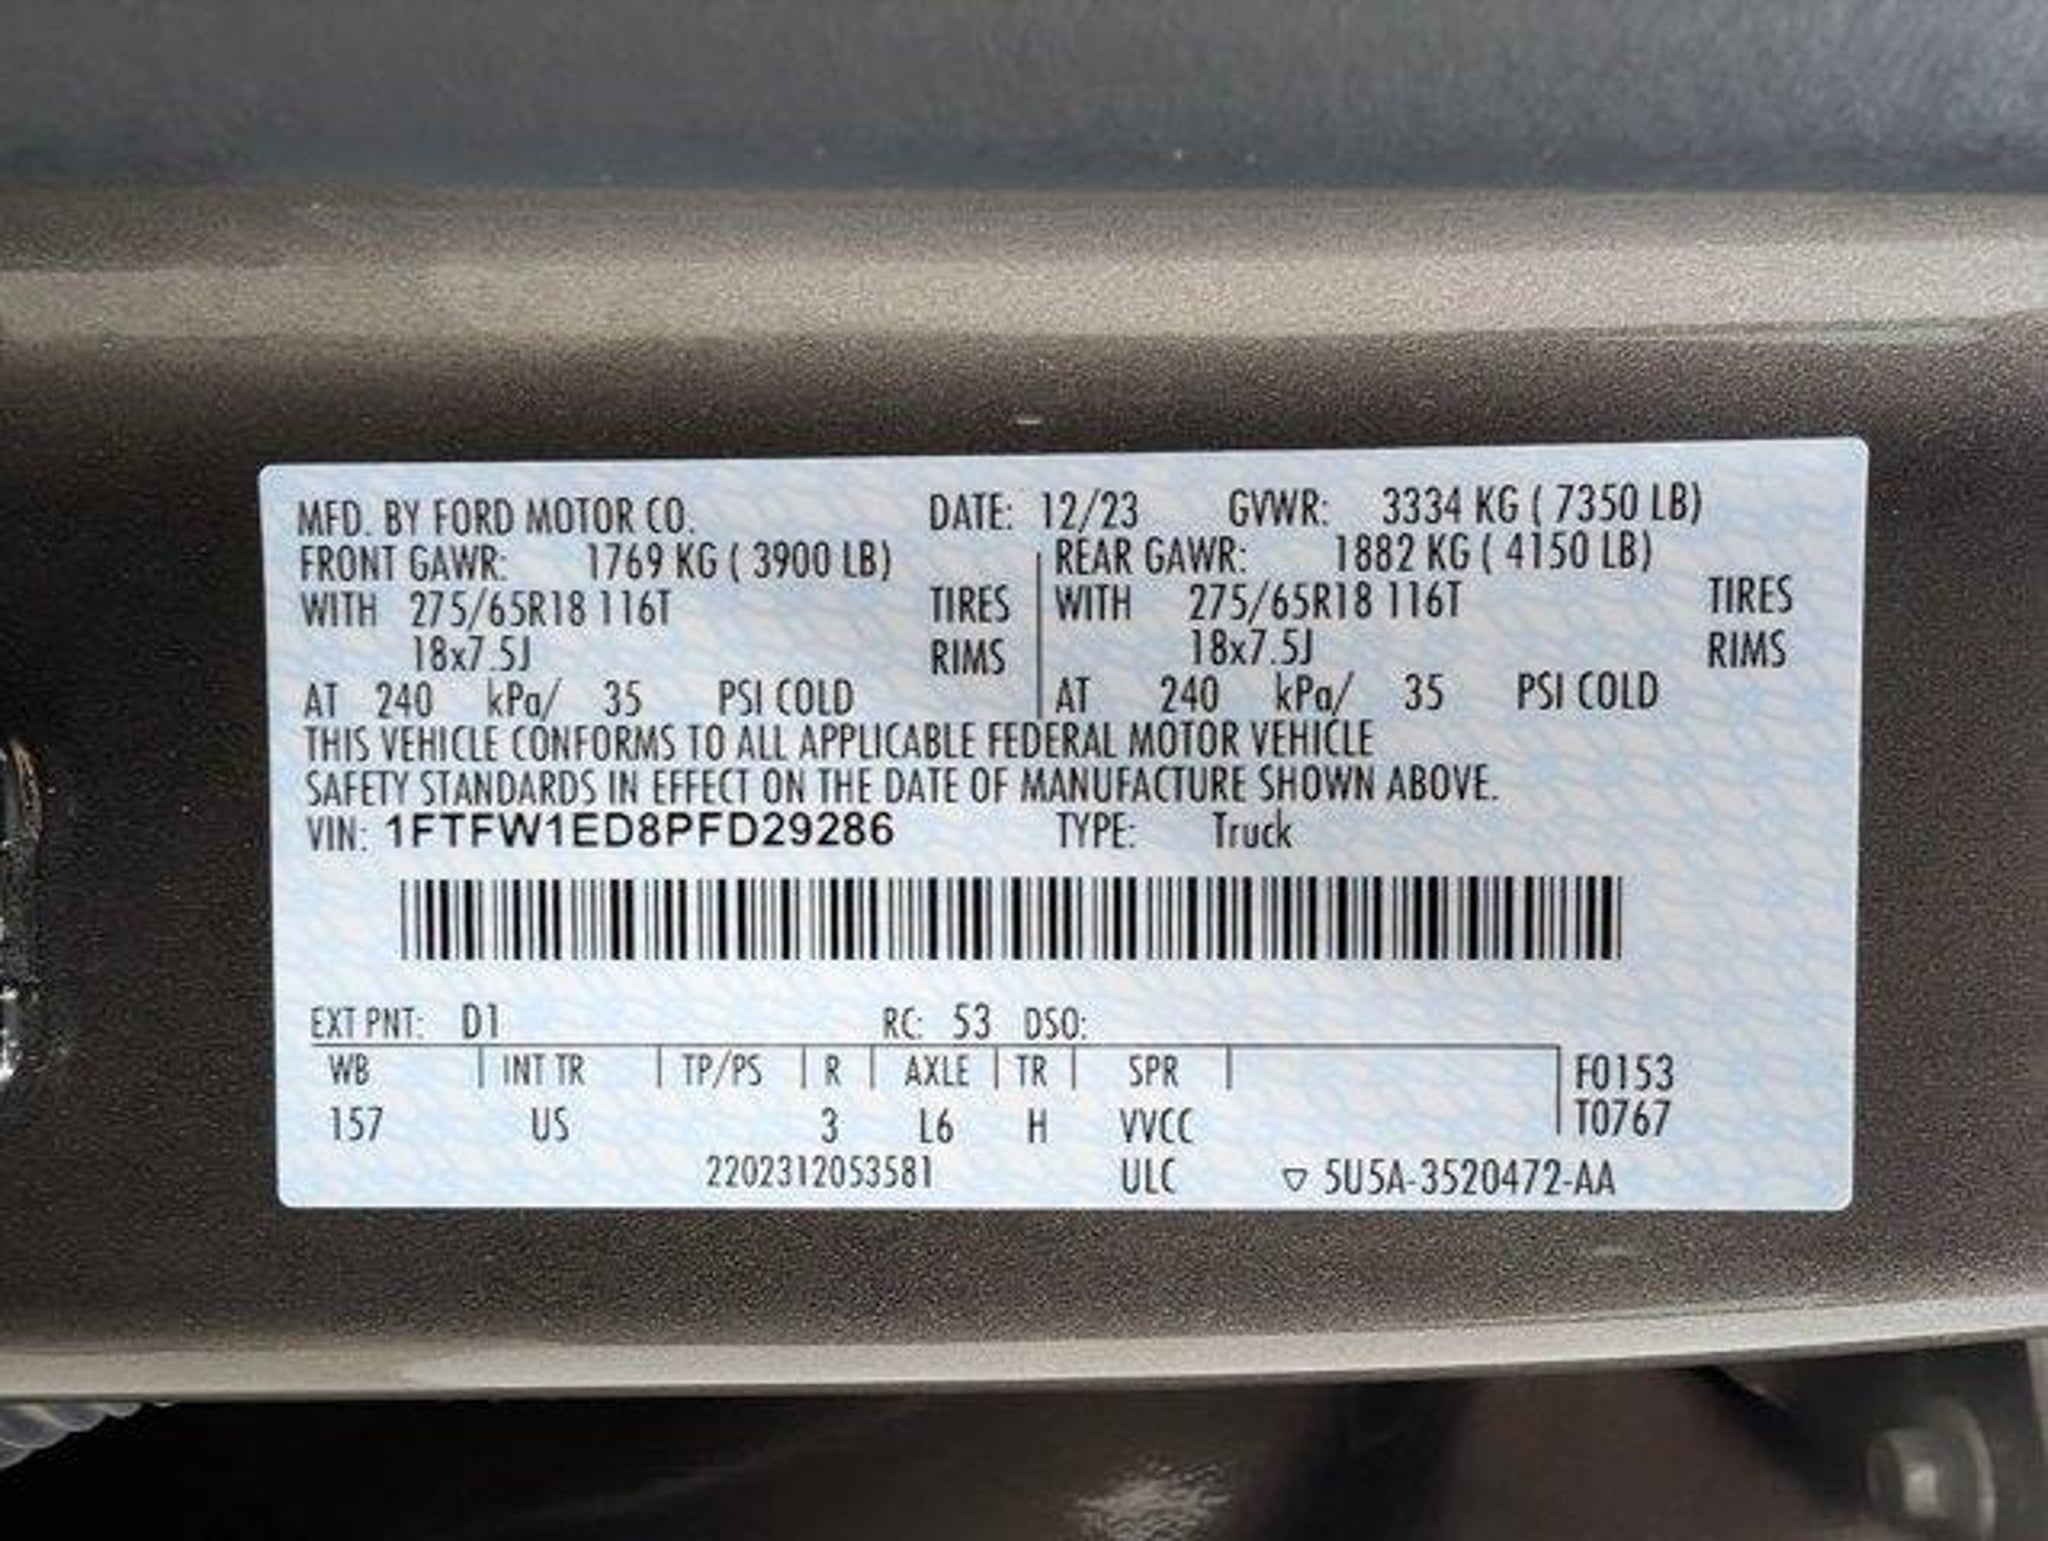 MFD. BY FORD MOTOR CO. DATE: 12/23 GVWR: 3334 KG ( 7350 LB)
FRONT GAWR: 1769 KG ( 3900 LB) REAR GAWR: 1882 KG ( 4150 LB)
WITH 275/65R18 116T TIRES WITH 275/65R18 116T TIRES
18x7.5J RIMS 18x7.5J RIMS
AT 240 kPa/ 35 PSI COLD AT 240 kPa/ 35 PSI COLD
THIS VEHICLE CONFORMS TO ALL APPLICABLE FEDERAL MOTOR VEHICLE
SAFETY STANDARDS IN EFFECT ON THE DATE OF MANUFACTURE SHOWN ABOVE.
VIN: 1FTFW1ED8PFD29286 TYPE: Truck
EXT PNT: D1 RC: 53 DSO:
WB INT TR TP/PS R AXLE TR SPR F0153
157 US 3 L6 H VVCC T0767
2202312053581 ULC ▽ 5U5A-3520472-AA